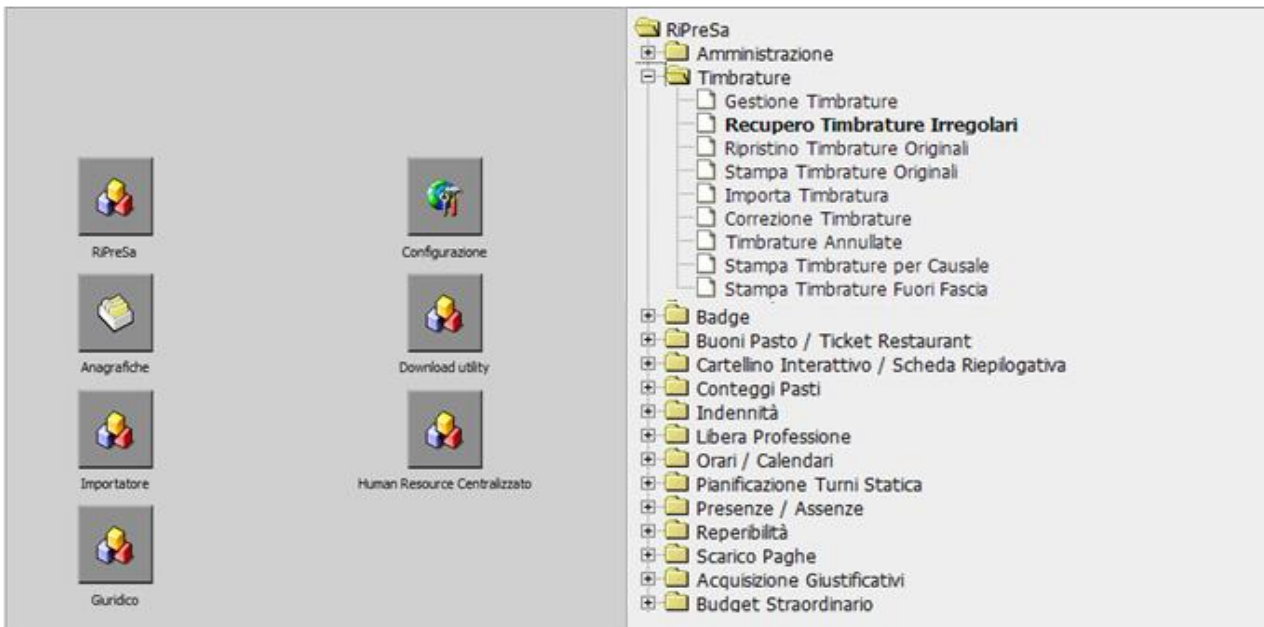 RiPreSa
Configurazione
Anagrafiche
Download utility
Importatore
Human Resource Centralizzato
Giuridico
RiPreSa
Amministrazione
Timbrature
Gestione Timbrature
Recupero Timbrature Irregolari
Ripristino Timbrature Originali
Stampa Timbrature Originali
Importa Timbratura
Correzione Timbrature
Timbrature Annullate
Stampa Timbrature per Causale
Stampa Timbrature Fuori Fascia
Badge
Buoni Pasto / Ticket Restaurant
Cartellino Interattivo / Scheda Riepilogativa
Conteggi Pasti
Indennità
Libera Professione
Orari / Calendari
Pianificazione Turni Statica
Presenze / Assenze
Reperibilità
Scarico Paghe
Acquisizione Giustificativi
Budget Straordinario